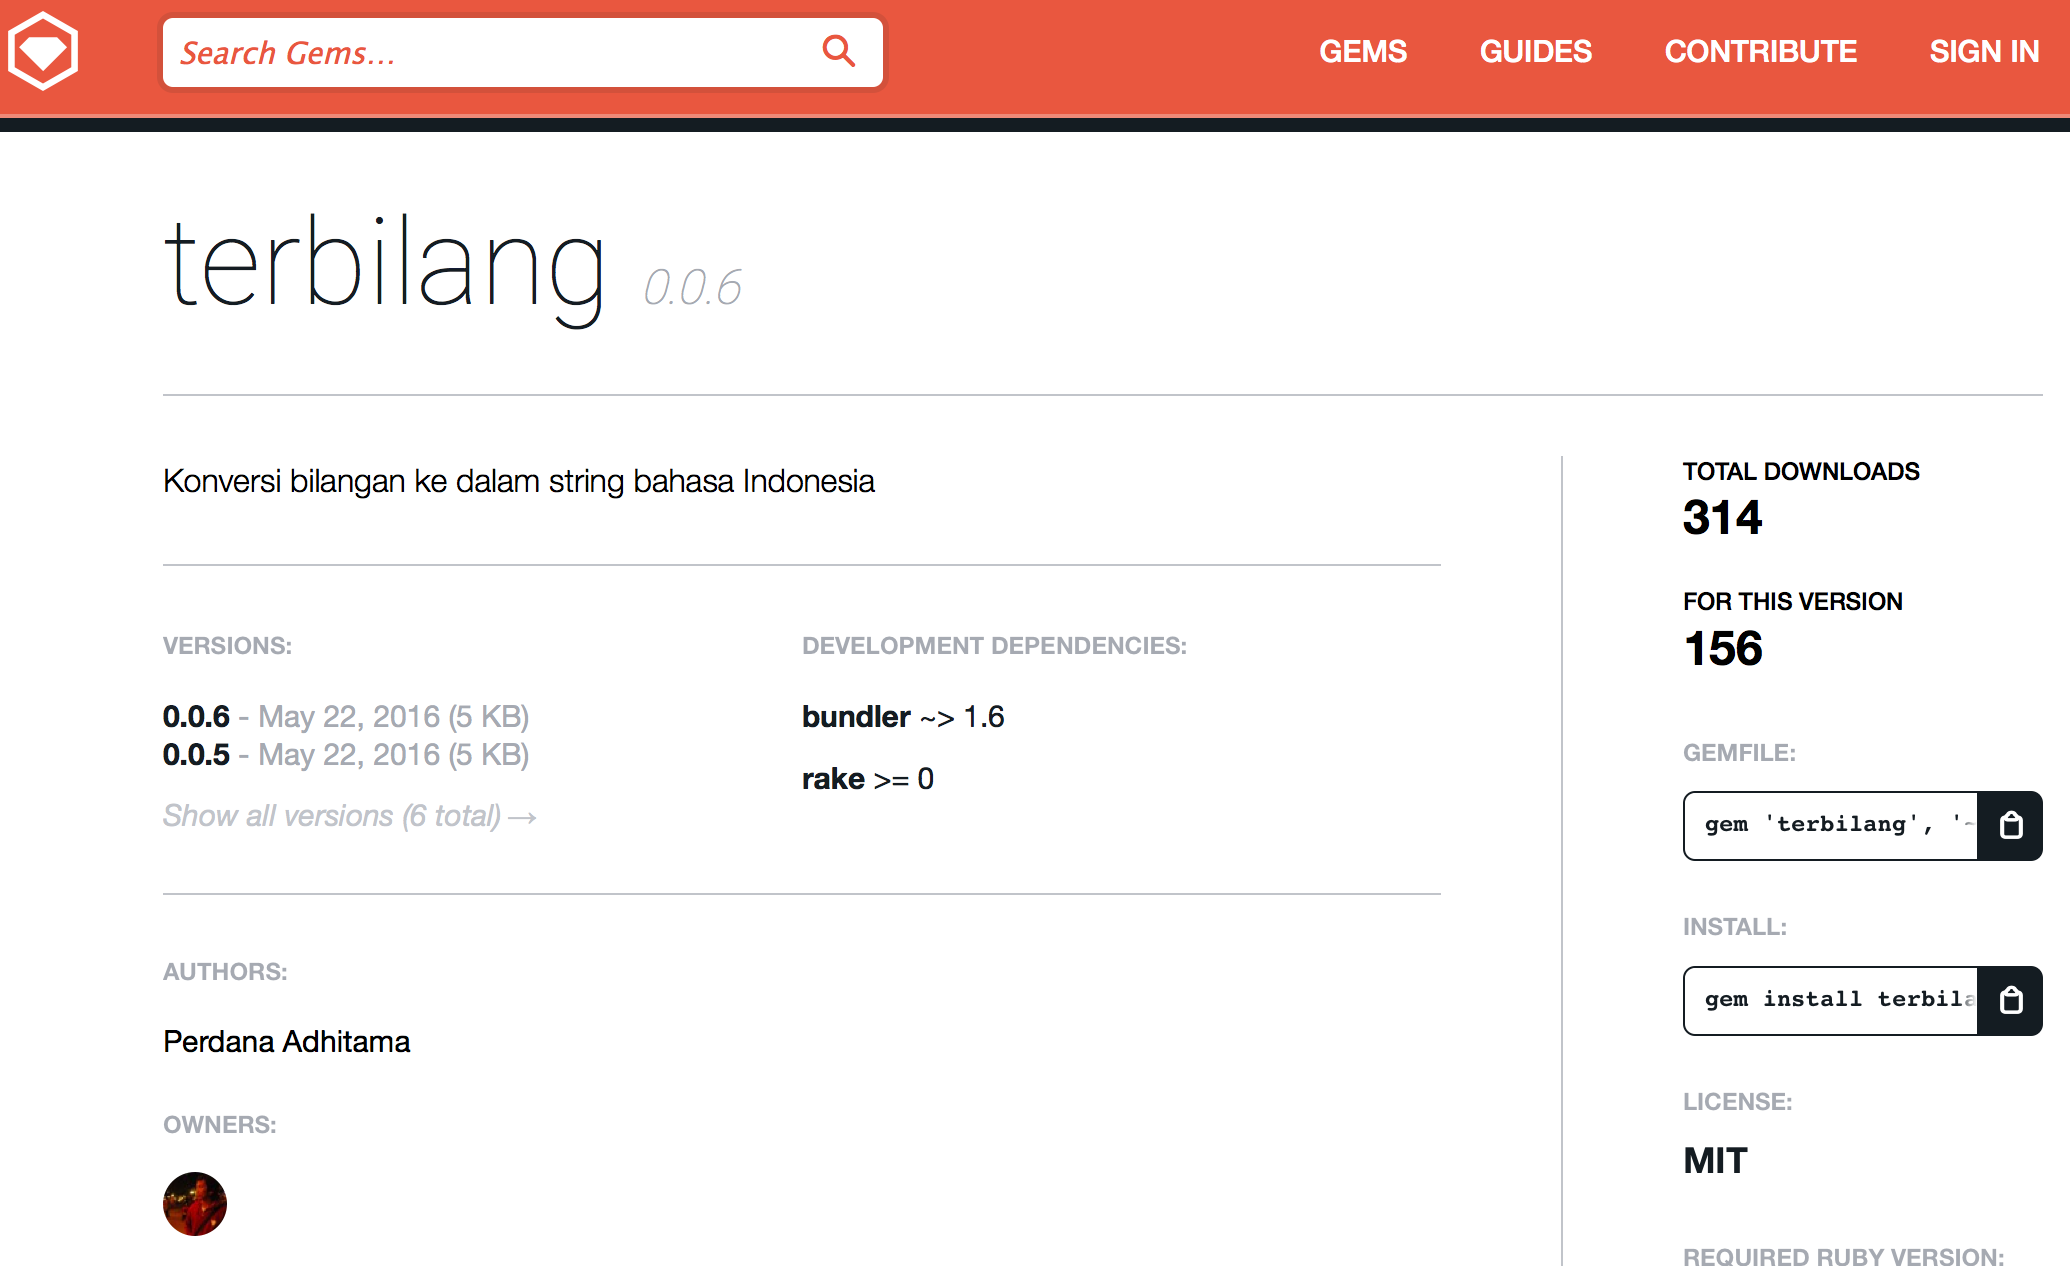 Search Gems...
GEMS
GUIDES
CONTRIBUTE
SIGN IN
terbilang 0.0.6
Konversi bilangan ke dalam string bahasa Indonesia
VERSIONS:
0.0.6 - May 22, 2016 (5 KB)
0.0.5 - May 22, 2016 (5 KB)
Show all versions (6 total) →
DEVELOPMENT DEPENDENCIES:
bundler ~> 1.6
rake >= 0
AUTHORS:
Perdana Adhitama
OWNERS:
TOTAL DOWNLOADS
314
FOR THIS VERSION
156
GEMFILE:
gem 'terbilang', '~
INSTALL:
gem install terbila
LICENSE:
MIT
REQUIRED RUBY VERSION: